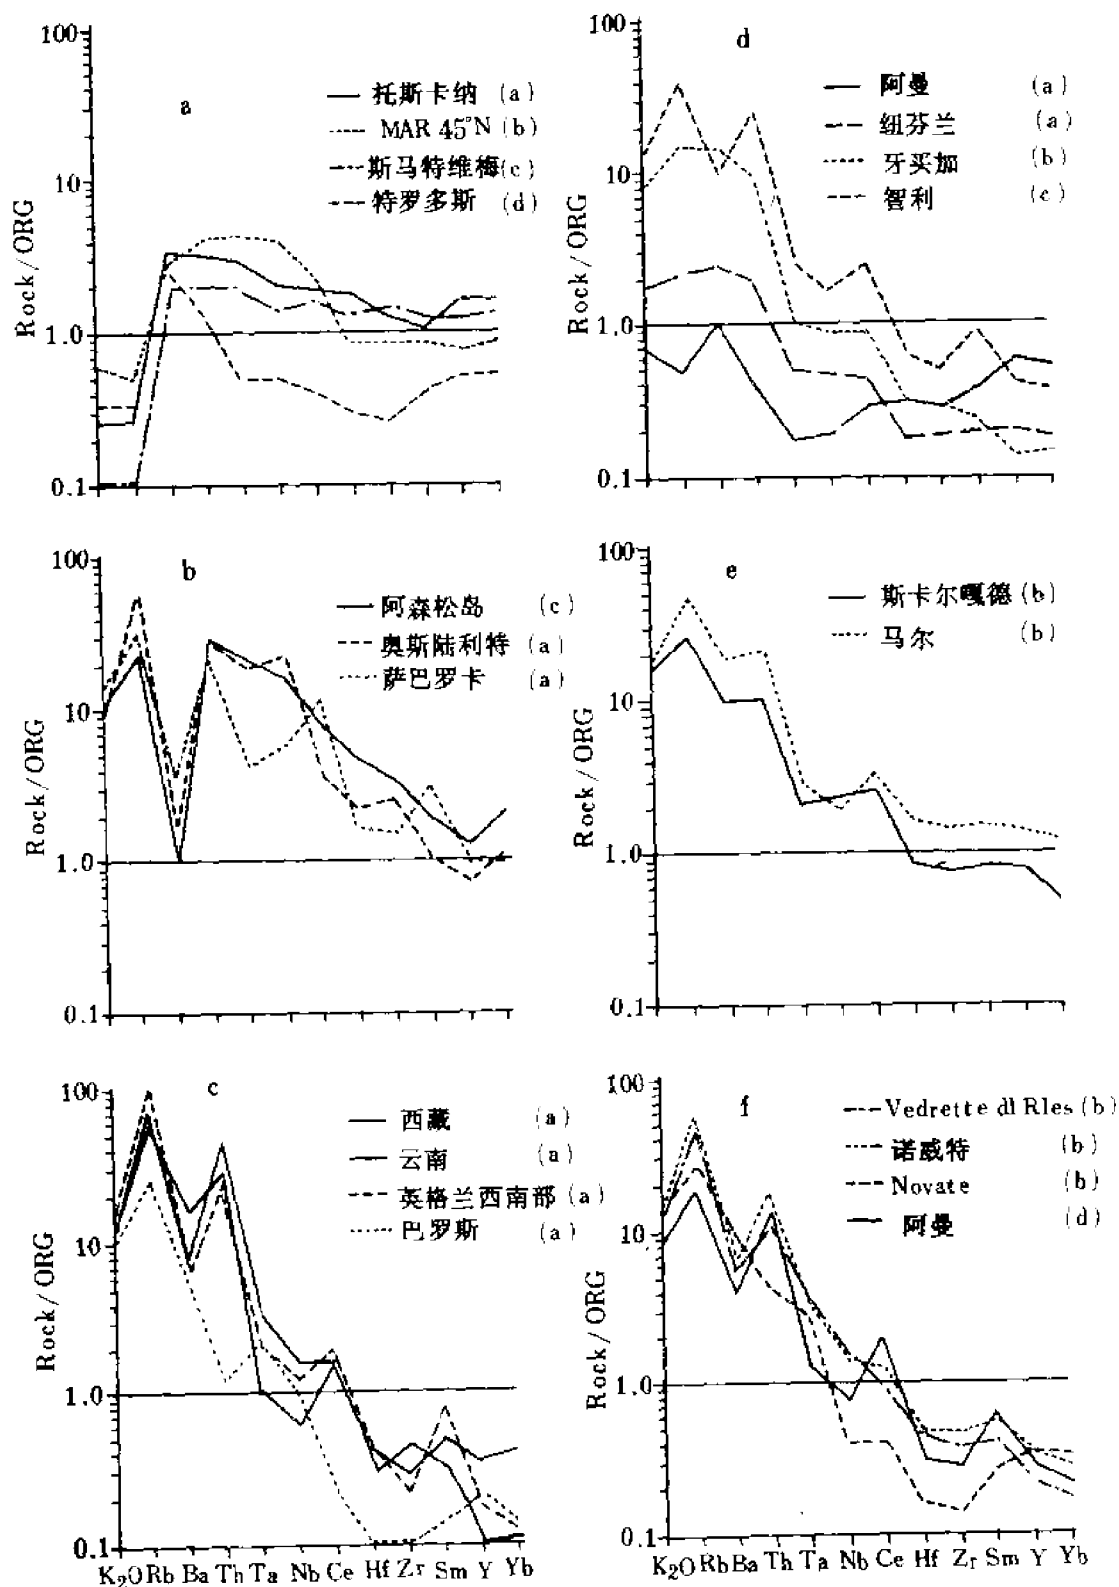 100
a
托斯卡纳 (a)
MAR 45°N (b)
斯马特维梅(c)
特罗多斯 (d)
10
1.0
0.1
Rock/ORG
100
d
阿曼 (a)
纽芬兰 (a)
牙买加 (b)
智利 (c)
10
1.0
0.1
Rock/ORG
100
b
阿森松岛 (c)
奥斯陆利特 (a)
萨巴罗卡 (a)
10
1.0
0.1
Rock/ORG
100
e
斯卡尔嘎德(b)
马尔 (b)
10
1.0
0.1
Rock/ORG
100
c
西藏 (a)
云南 (a)
英格兰西南部(a)
巴罗斯 (a)
10
1.0
0.1
Rock/ORG
K₂O Rb Ba Th Ta Nb Ce Hf Zr Sm Y Yb
100
f
Vedrette dl Rles (b)
诺威特 (b)
Novate (b)
阿曼 (d)
10
1.0
0.1
Rock/ORG
K₂O Rb Ba Th Ta Nb Ce Hf Zr Sm Y Yb